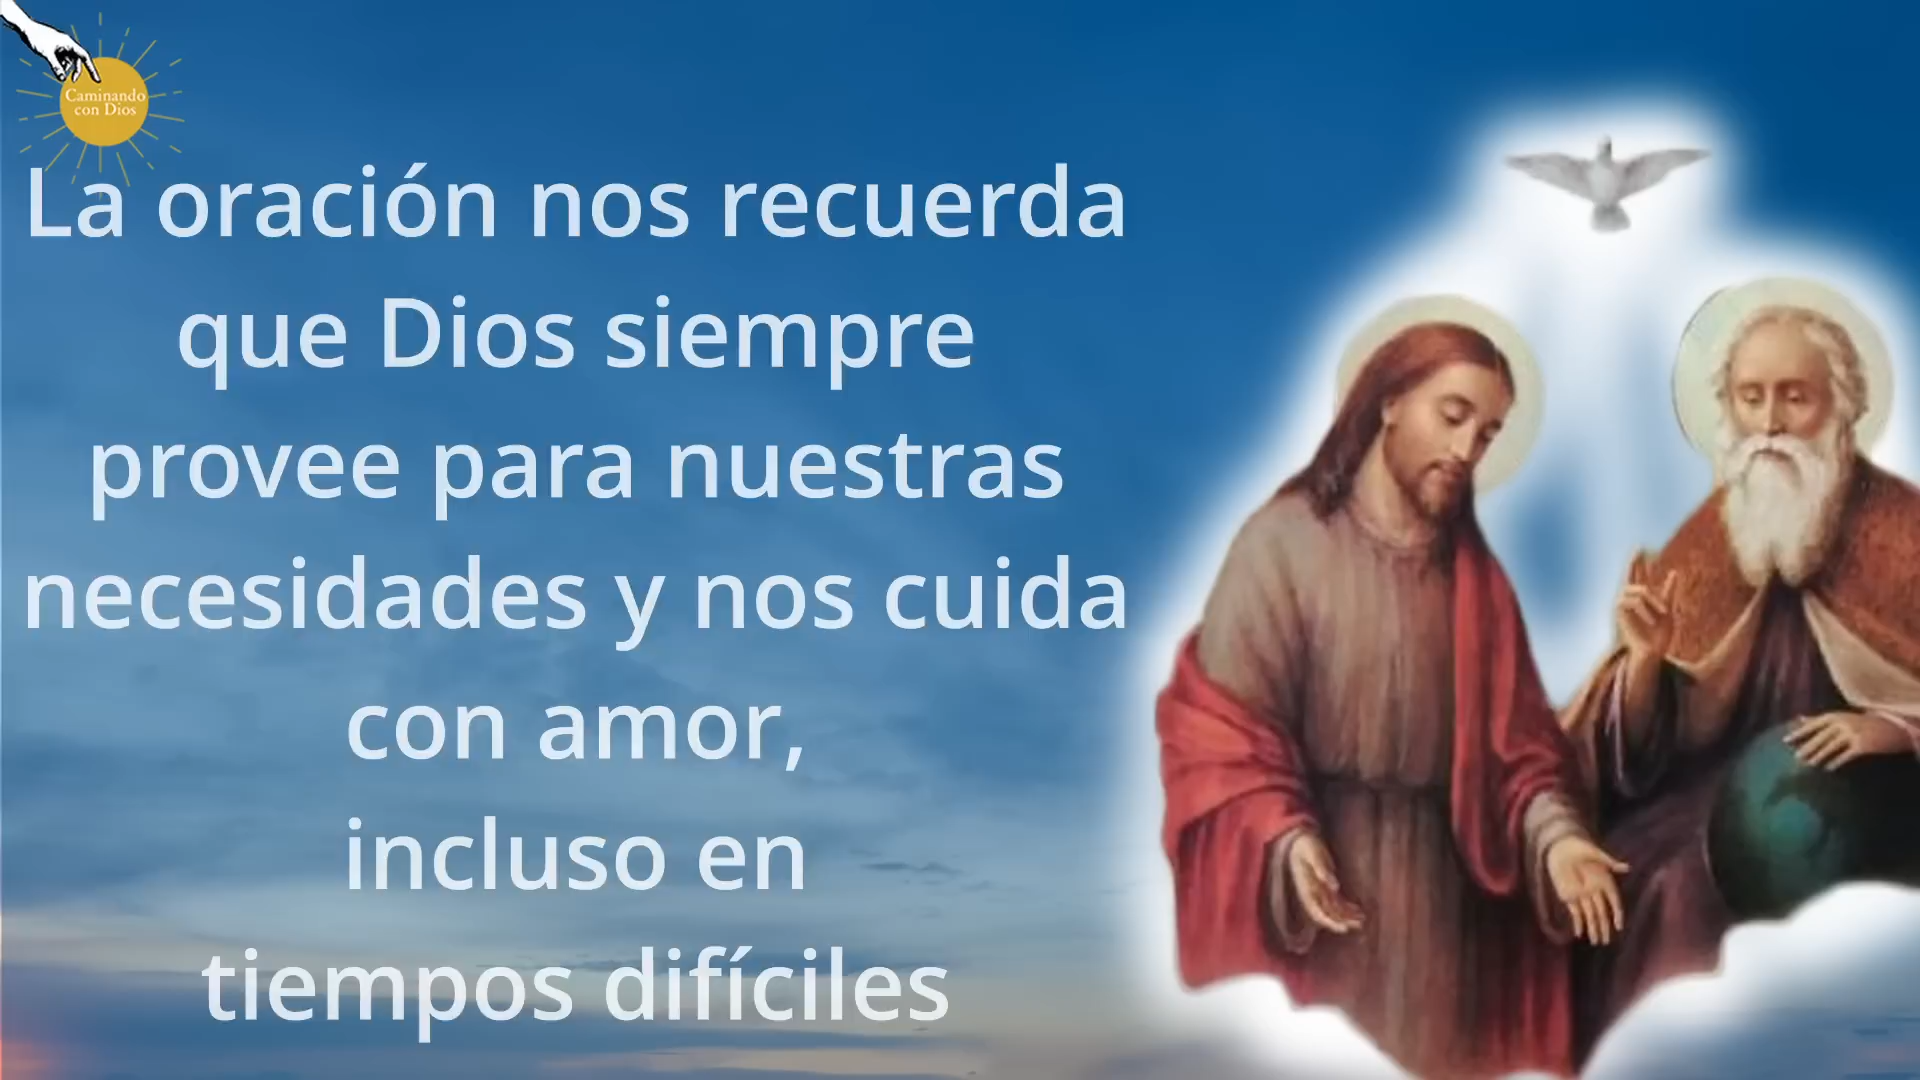 Caminando
con Dios
La oración nos recuerda
que Dios siempre
provee para nuestras
necesidades y nos cuida
con amor,
incluso en
tiempos difíciles